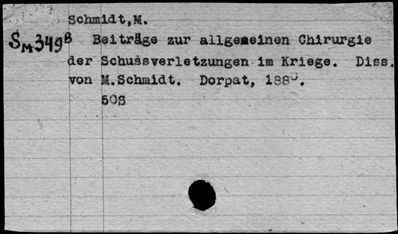 Schmidt,M.
SM349B Beiträge zur allgemeinen Chirurgie
der Schussverletzungen im Kriege. Diss.
von M.Schmidt. Dorpat,
50S